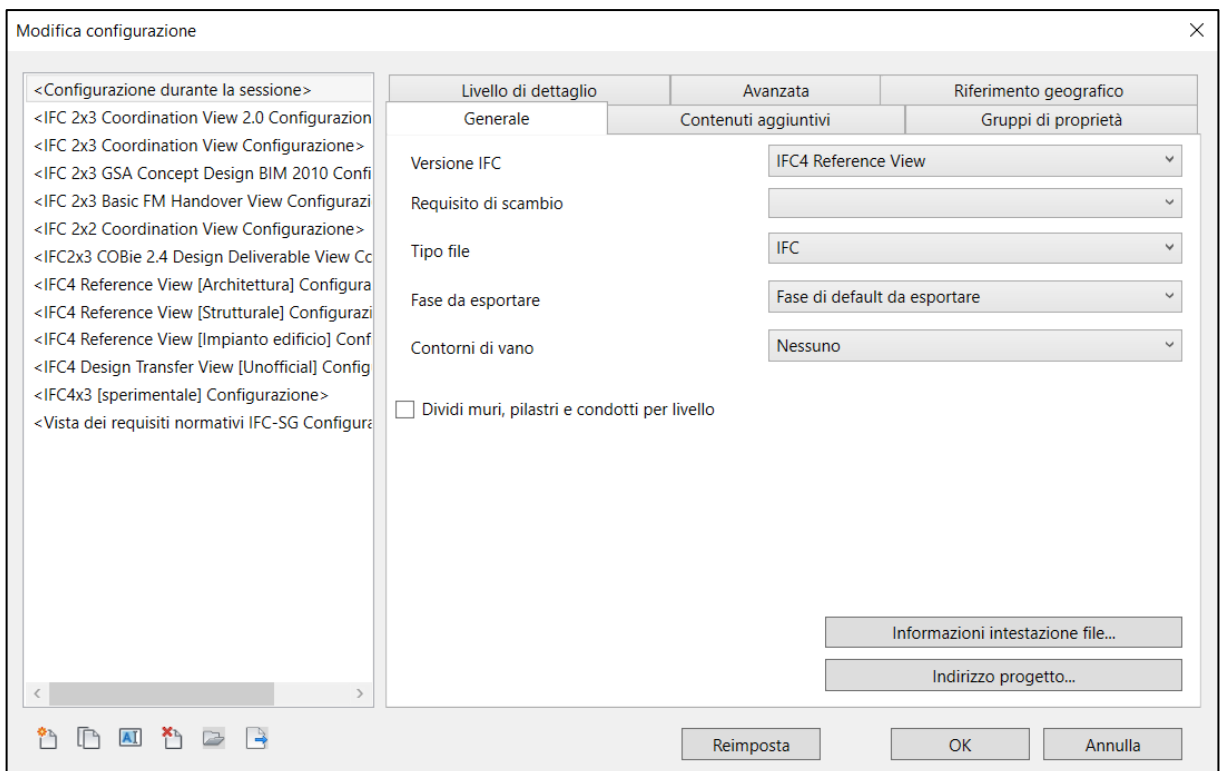 Modifica configurazione
<Configurazione durante la sessione>
<IFC 2x3 Coordination View 2.0 Configurazion
<IFC 2x3 Coordination View Configurazione>
<IFC 2x3 GSA Concept Design BIM 2010 Confi
<IFC 2x3 Basic FM Handover View Configurazi
<IFC 2x2 Coordination View Configurazione>
<IFC2x3 COBie 2.4 Design Deliverable View Cc
<IFC4 Reference View [Architettura] Configura
<IFC4 Reference View [Strutturale] Configurazi
<IFC4 Reference View [Impianto edificio] Conf
<IFC4 Design Transfer View [Unofficial] Config
<IFC4x3 [sperimentale] Configurazione>
<Vista dei requisiti normativi IFC-SG Configura
Livello di dettaglio Avanzata Riferimento geografico
Generale Contenuti aggiuntivi Gruppi di proprietà
Versione IFC IFC4 Reference View
Requisito di scambio
Tipo file IFC
Fase da esportare Fase di default da esportare
Contorni di vano Nessuno
Dividi muri, pilastri e condotti per livello
Informazioni intestazione file...
Indirizzo progetto...
Reimposta OK Annulla